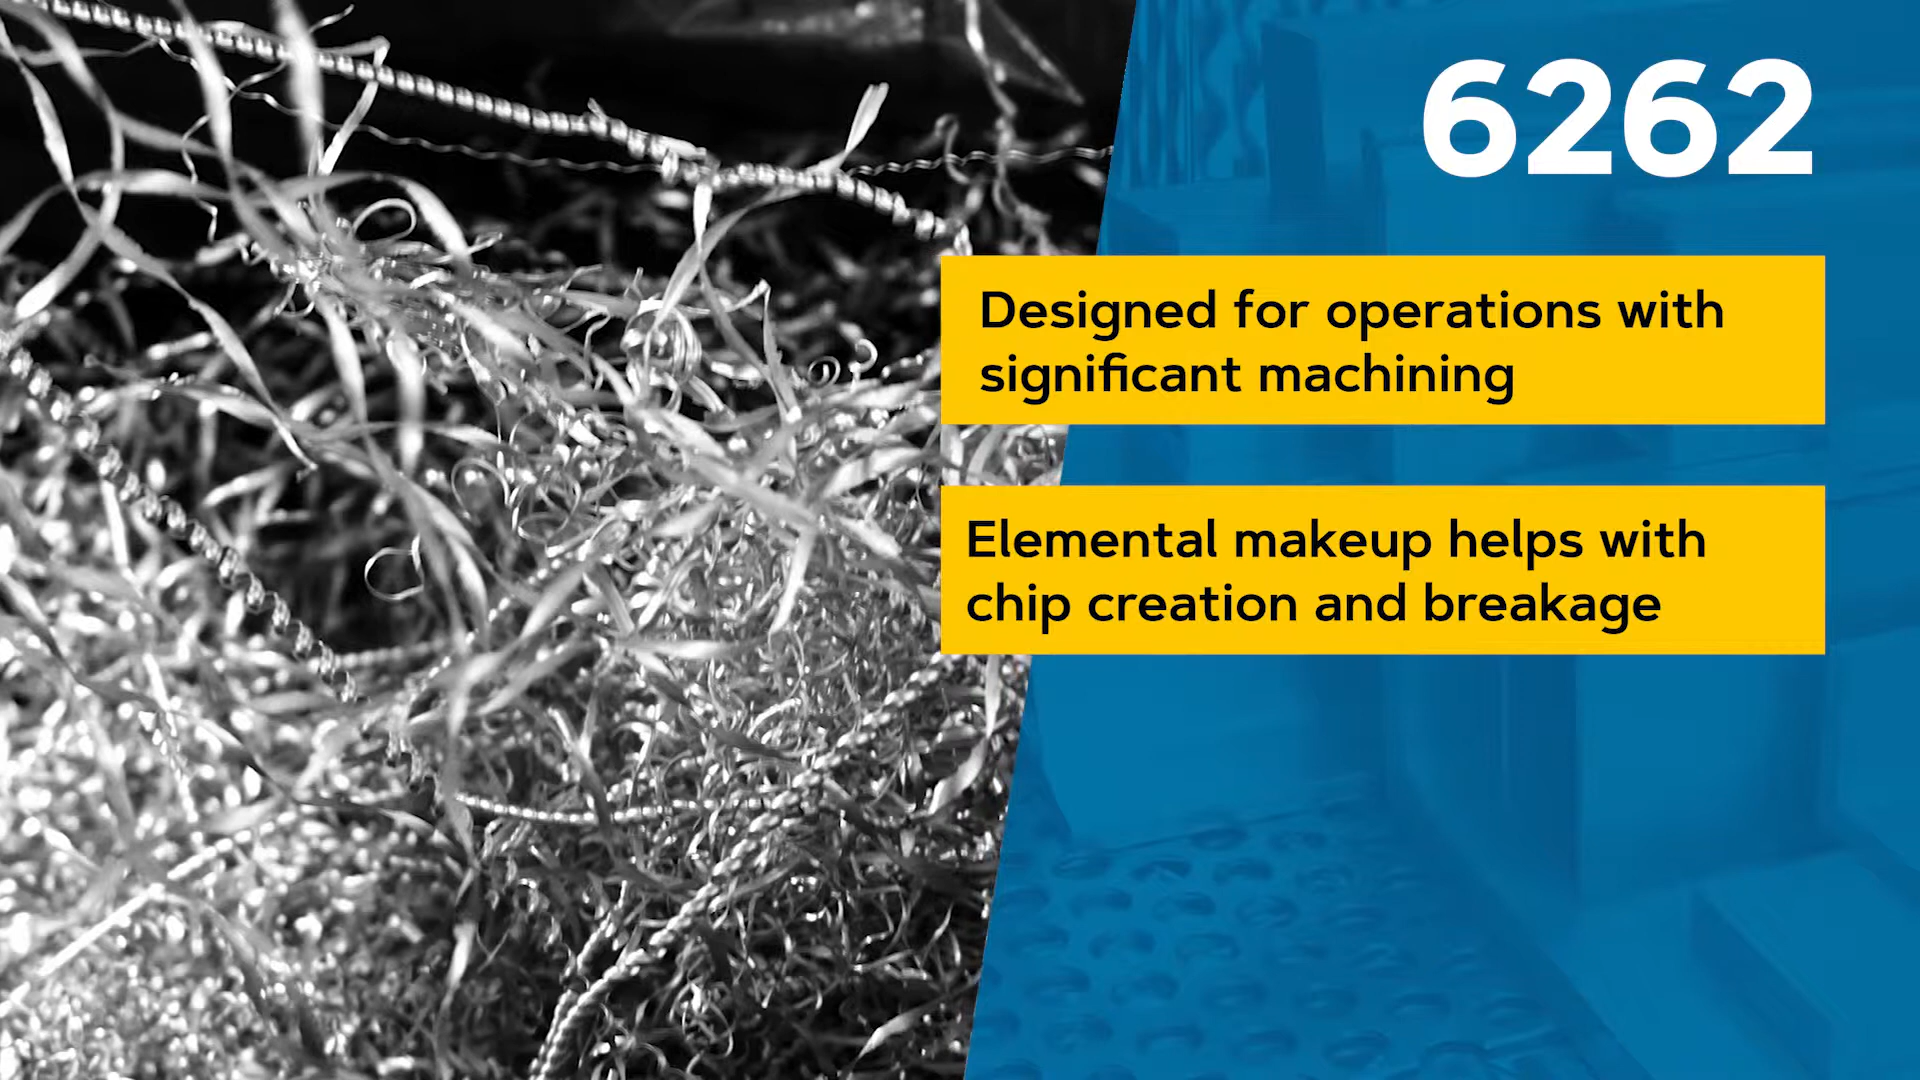 6262
Designed for operations with
significant machining
Elemental makeup helps with
chip creation and breakage